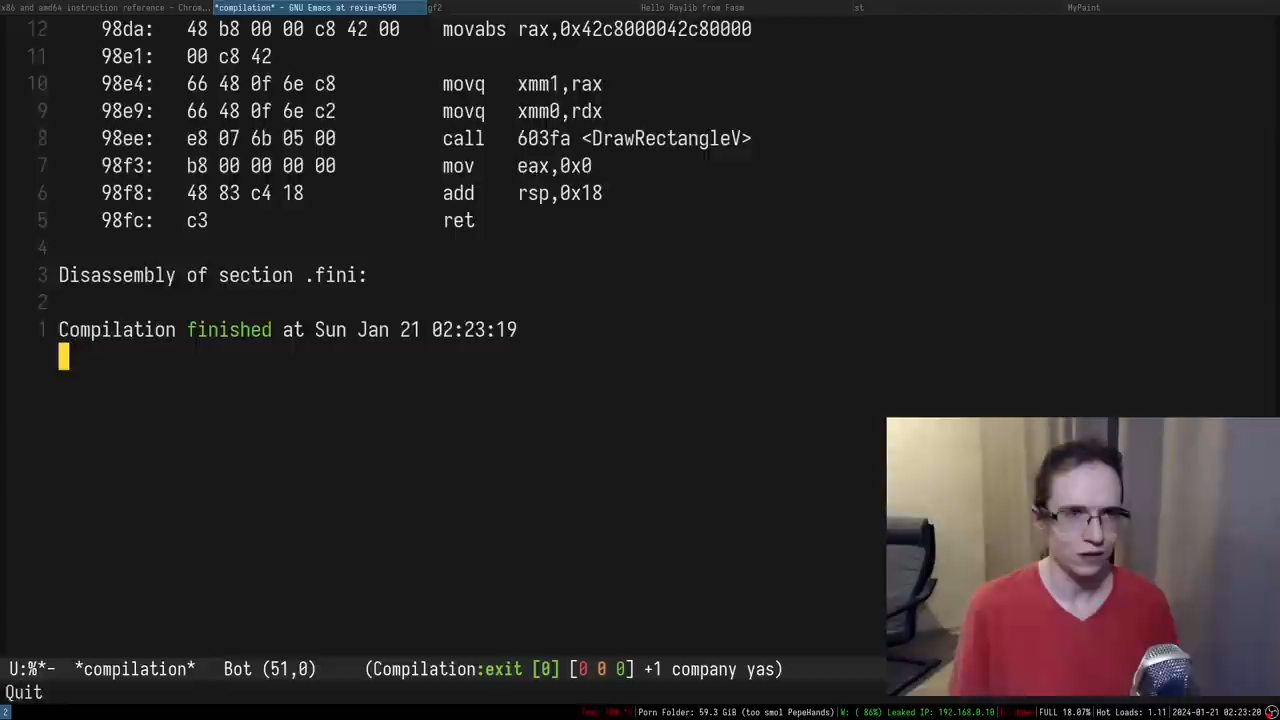 x86 and amd64 instruction reference - Chrom... *compilation* - GNU Emacs at rexim-b590 gf2 Hello Raylib from Fasm st MyPaint
12 98da: 48 b8 00 00 c8 42 00 movabs rax,0x42c8000042c80000
11 98e1: 00 c8 42
10 98e4: 66 48 0f 6e c8 movq xmm1,rax
9 98e9: 66 48 0f 6e c2 movq xmm0,rdx
8 98ee: e8 07 6b 05 00 call 603fa <DrawRectangleV>
7 98f3: b8 00 00 00 00 mov eax,0x0
6 98f8: 48 83 c4 18 add rsp,0x18
5 98fc: c3 ret
4
3 Disassembly of section .fini:
2
1 Compilation finished at Sun Jan 21 02:23:19
U:%*- *compilation* Bot (51,0) (Compilation:exit [0] [0 0 0] +1 company yas)
Quit
2 Porn Folder: 59.3 GiB (too smol PepeHands) W: ( 86%) Leaked IP: 192.168.0.10 FULL 18.07% Hot Loads: 1.11 2024-01-21 02:23:20